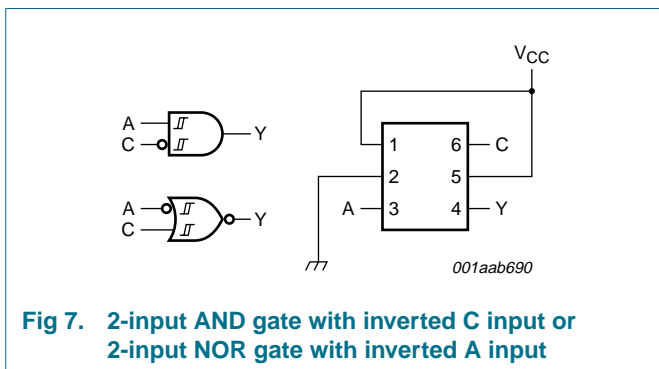 VCC
A
C
Y
A
C
Y
1 6 C
2 5
A 3 4 Y
001aab690
Fig 7. 2-input AND gate with inverted C input or
2-input NOR gate with inverted A input